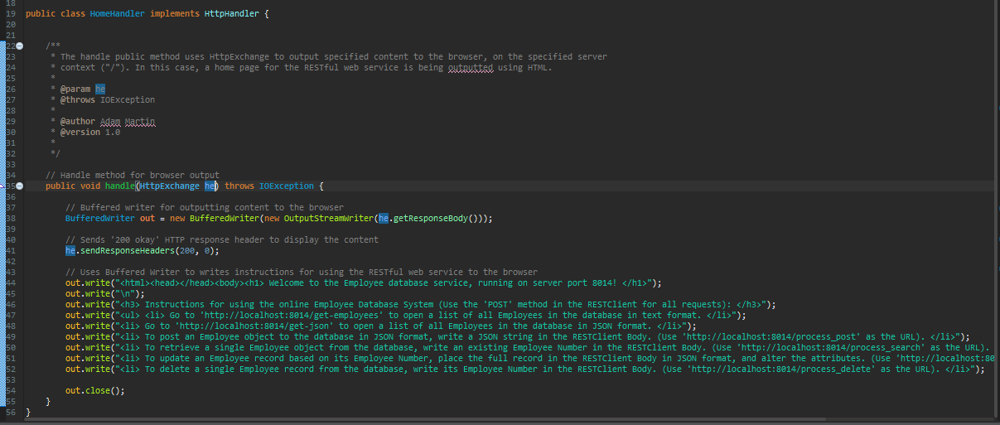 18
19 public class HomeHandler implements HttpHandler {
20
21
22 /**
23 * The handle public method uses HttpExchange to output specified content to the browser, on the specified server
24 * context ("/"). In this case, a home page for the RESTful web service is being outputted using HTML.
25 *
26 * @param he
27 * @throws IOException
28 *
29 * @author Adam Martin
30 * @version 1.0
31 *
32 */
33
34 // Handle method for browser output
35 public void handle(HttpExchange he) throws IOException {
36
37 // Buffered writer for outputting content to the browser
38 BufferedWriter out = new BufferedWriter(new OutputStreamWriter(he.getResponseBody()));
39
40 // Sends '200 okay' HTTP response header to display the content
41 he.sendResponseHeaders(200, 0);
42
43 // Uses Buffered Writer to writes instructions for using the RESTful web service to the browser
44 out.write("<html><head></head><body><h1> Welcome to the Employee database service, running on server port 8014! </h1>");
45 out.write("\n");
46 out.write("<h3> Instructions for using the online Employee Database System (Use the 'POST' method in the RESTClient for all requests): </h3>");
47 out.write("<ul> <li> Go to 'http://localhost:8014/get-employees' to open a list of all Employees in the database in text format. </li>");
48 out.write("<li> Go to 'http://localhost:8014/get-json' to open a list of all Employees in the database in JSON format. </li>");
49 out.write("<li> To post an Employee object to the database in JSON format, write a JSON string in the RESTClient Body. (Use 'http://localhost:8014/process_post' as the URL). </li>");
50 out.write("<li> To retrieve a single Employee object from the database, write an existing Employee Number in the RESTClient Body. (Use 'http://localhost:8014/process_search' as the URL).
51 out.write("<li> To update an Employee record based on its Employee Number, place the full record in the RESTClient Body in JSON format, and alter the attributes. (Use 'http://localhost:80
52 out.write("<li> To delete a single Employee record from the database, write its Employee Number in the RESTClient Body. (Use 'http://localhost:8014/process_delete' as the URL). </li>");
53
54 out.close();
55 }
56 }